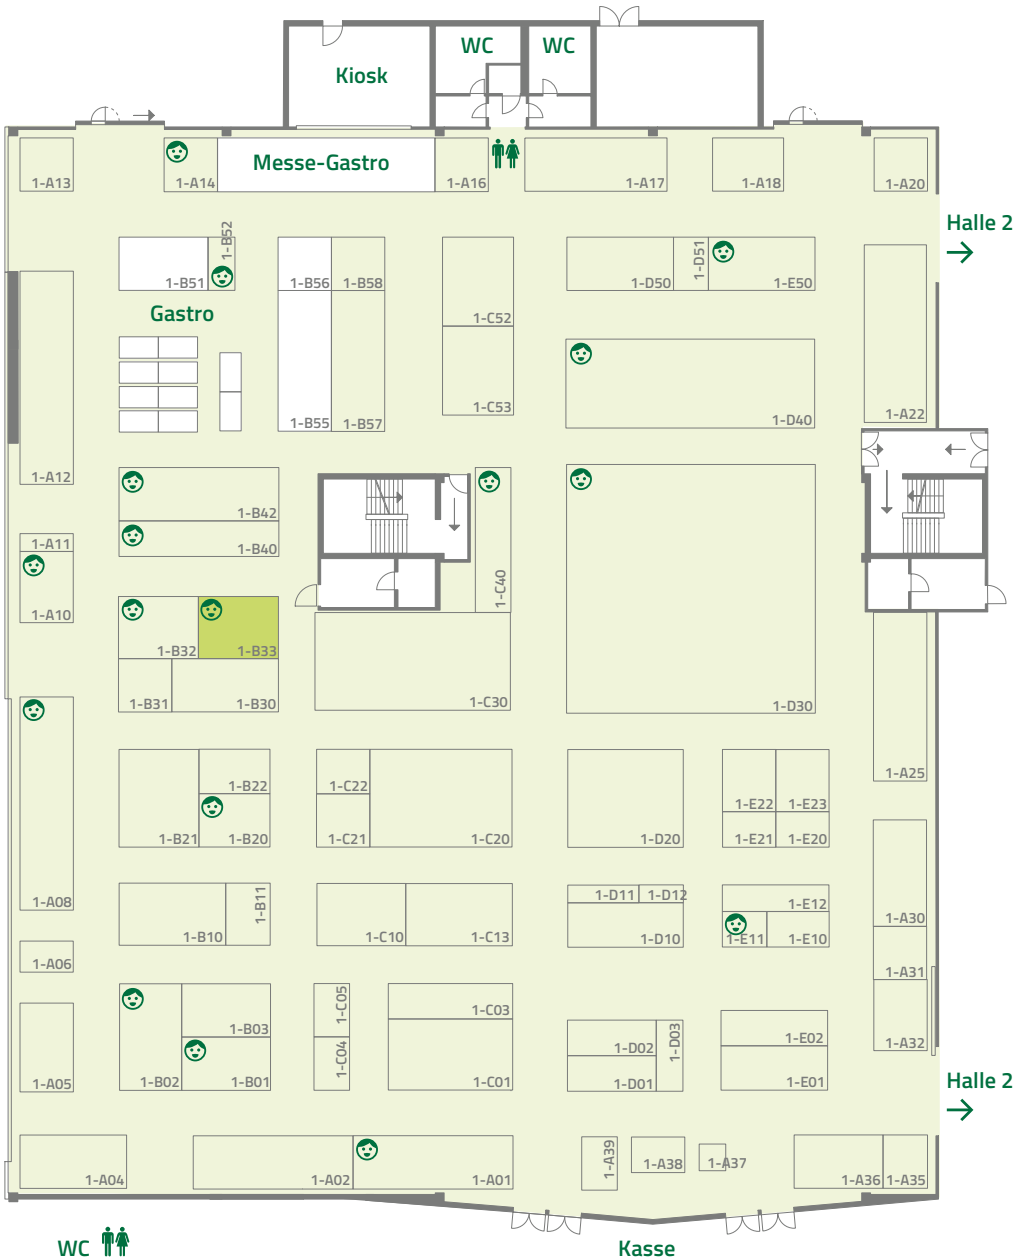 WC
WC
Kiosk
Messe-Gastro
1-A13
1-A14
1-A16
1-A17
1-A18
1-A20
Halle 2
1-B51
1-B52
1-B56
1-B58
1-C52
1-D50
1-D51
1-E50
Gastro
1-B55
1-B57
1-C53
1-D40
1-A22
1-A12
1-B42
1-A11
1-B40
1-C40
1-A10
1-B32
1-B33
1-B31
1-B30
1-C30
1-D30
1-A25
1-B22
1-C22
1-E22
1-E23
1-B21
1-B20
1-C21
1-C20
1-D20
1-E21
1-E20
1-A08
1-B11
1-D11
1-D12
1-E12
1-A30
1-B10
1-C10
1-C13
1-D10
1-E11
1-E10
1-A06
1-A31
1-C05
1-C03
1-B03
1-D02
1-D03
1-E02
1-A32
1-A05
1-B02
1-B01
1-C04
1-C01
1-D01
1-E01
Halle 2
1-A04
1-A02
1-A01
1-A39
1-A38
1-A37
1-A36
1-A35
WC
Kasse